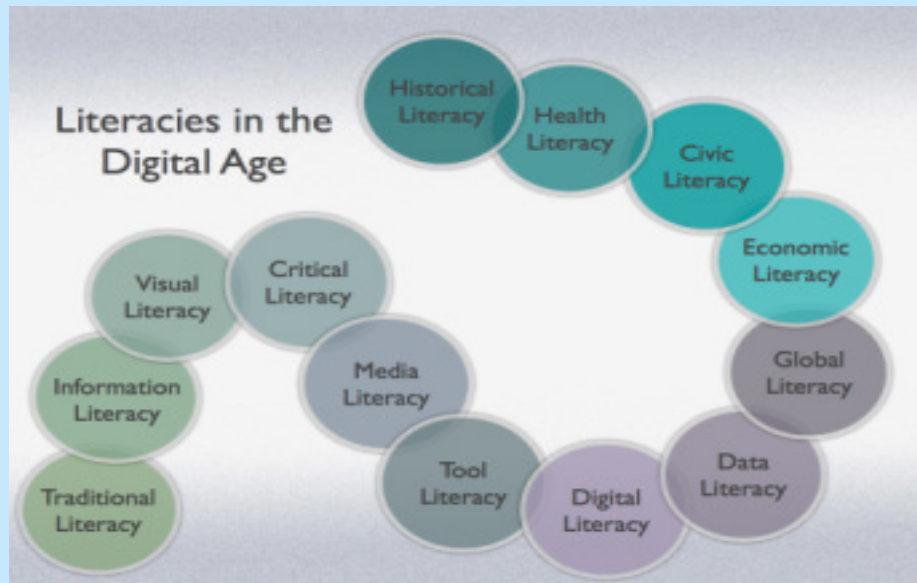 Literacies in the
Digital Age
Historical
Literacy
Health
Literacy
Civic
Literacy
Economic
Literacy
Global
Literacy
Data
Literacy
Digital
Literacy
Tool
Literacy
Media
Literacy
Critical
Literacy
Visual
Literacy
Information
Literacy
Traditional
Literacy